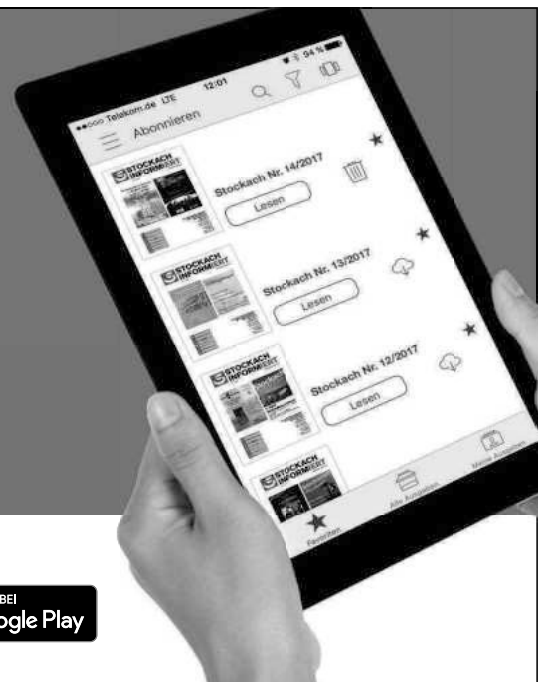 Telekom.de LTE 12:01 94 %
Abonnieren
STOCKACH
INFORMIERT
Stockach Nr. 14/2017
Lesen
STOCKACH
INFORMIERT
Stockach Nr. 13/2017
Lesen
STOCKACH
INFORMIERT
Stockach Nr. 12/2017
Lesen
STOCKACH
INFORMIERT
Favoriten
Alle Ausgaben
Meine Ausgaben
BEI
ogle Play